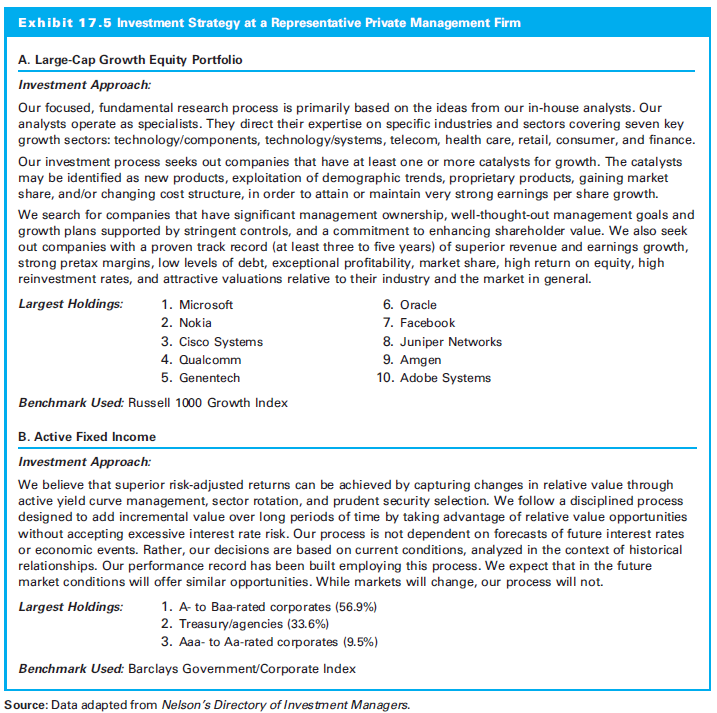 Exhibit 17.5 Investment Strategy at a Representative Private Management Firm
A. Large-Cap Growth Equity Portfolio
Investment Approach:
Our focused, fundamental research process is primarily based on the ideas from our in-house analysts. Our
analysts operate as specialists. They direct their expertise on specific industries and sectors covering seven key
growth sectors: technology/components, technology/systems, telecom, health care, retail, consumer, and finance.
Our investment process seeks out companies that have at least one or more catalysts for growth. The catalysts
may be identified as new products, exploitation of demographic trends, proprietary products, gaining market
share, and/or changing cost structure, in order to attain or maintain very strong earnings per share growth.
We search for companies that have significant management ownership, well-thought-out management goals and
growth plans supported by stringent controls, and a commitment to enhancing shareholder value. We also seek
out companies with a proven track record (at least three to five years) of superior revenue and earnings growth,
strong pretax margins, low levels of debt, exceptional profitability, market share, high return on equity, high
reinvestment rates, and attractive valuations relative to their industry and the market in general.
Largest Holdings:
1. Microsoft
2. Nokia
3. Cisco Systems
4. Qualcomm
5. Genentech
6. Oracle
7. Facebook
8. Juniper Networks
9. Amgen
10. Adobe Systems
Benchmark Used: Russell 1000 Growth Index
B. Active Fixed Income
Investment Approach:
We believe that superior risk-adjusted returns can be achieved by capturing changes in relative value through
active yield curve management, sector rotation, and prudent security selection. We follow a disciplined process
designed to add incremental value over long periods of time by taking advantage of relative value opportunities
without accepting excessive interest rate risk. Our process is not dependent on forecasts of future interest rates
or economic events. Rather, our decisions are based on current conditions, analyzed in the context of historical
relationships. Our performance record has been built employing this process. We expect that in the future
market conditions will offer similar opportunities. While markets will change, our process will not.
Largest Holdings:
1. A- to Baa-rated corporates (56.9%)
2. Treasury/agencies (33.6%)
3. Aaa- to Aa-rated corporates (9.5%)
Benchmark Used: Barclays Government/Corporate Index
Source: Data adapted from Nelson's Directory of Investment Managers.